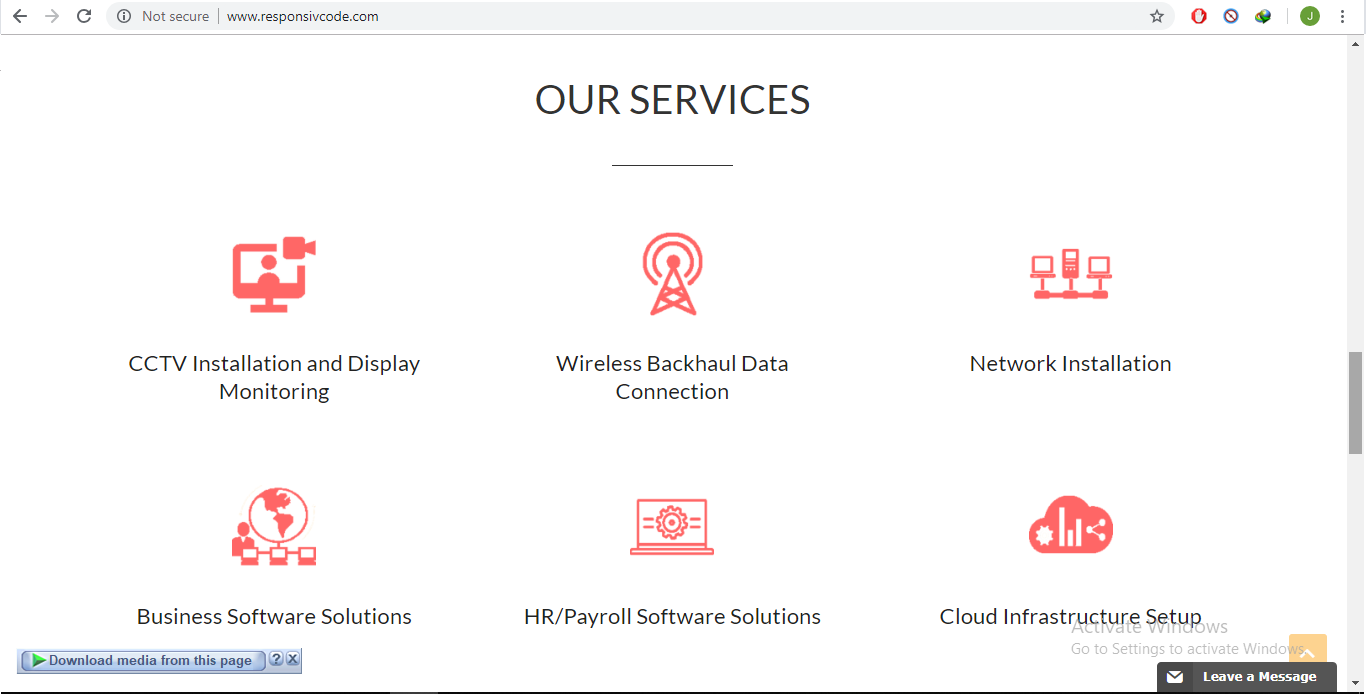 Not secure | www.responsivcode.com
J
OUR SERVICES
CCTV Installation and Display
Monitoring
Wireless Backhaul Data
Connection
Network Installation
Business Software Solutions
HR/Payroll Software Solutions
Cloud Infrastructure Setup
Activate Windows
Go to Settings to activate Windows.
Download media from this page ? X
Leave a Message